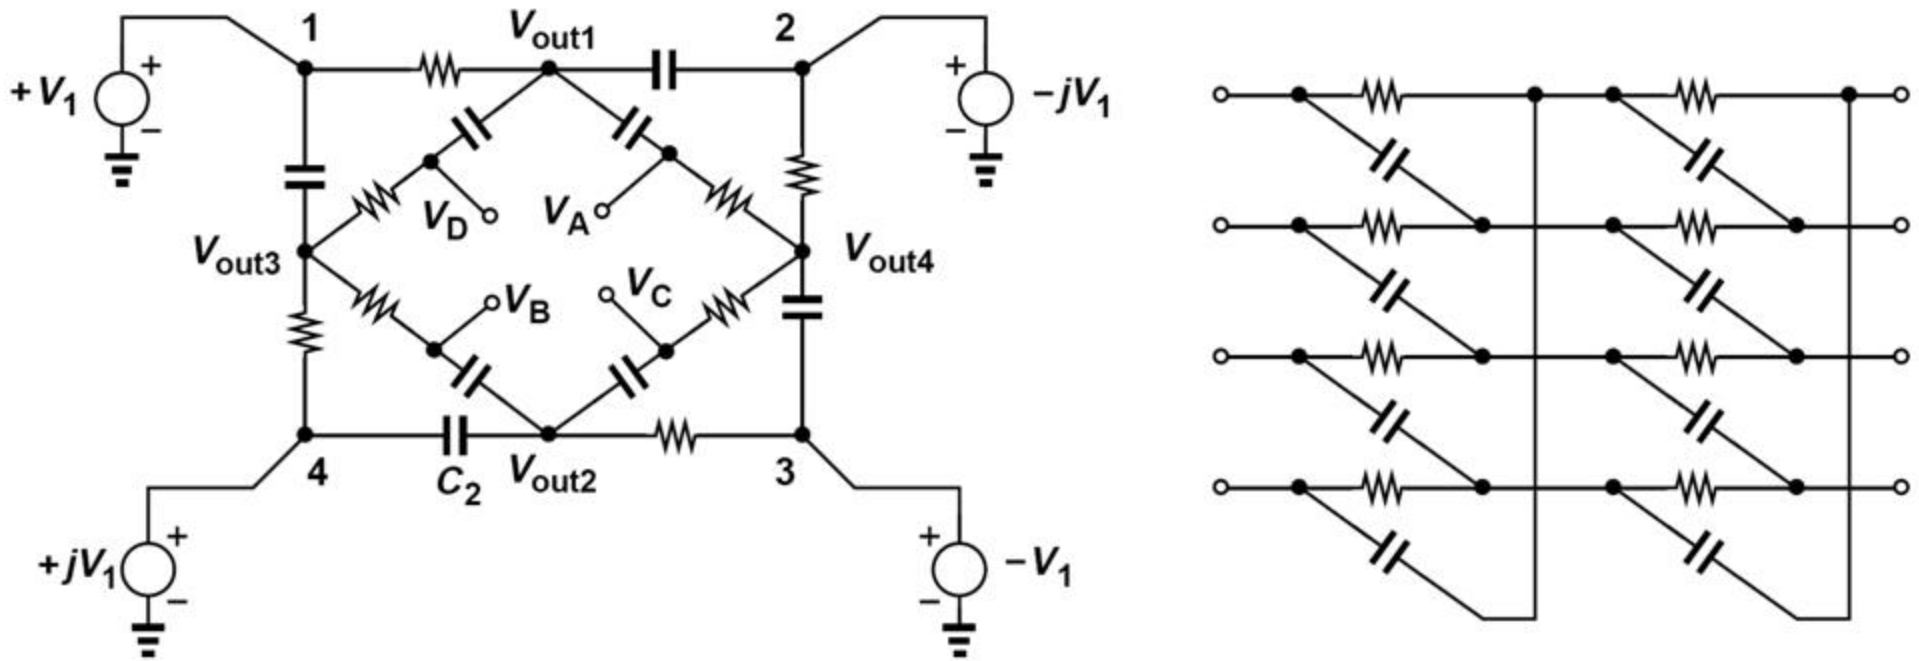 1
V_out1
2
+V_1
+
−
+
−
−jV_1
V_D
V_A
V_out3
V_out4
V_B
V_C
4
C_2
V_out2
3
+jV_1
+
−
+
−
−V_1